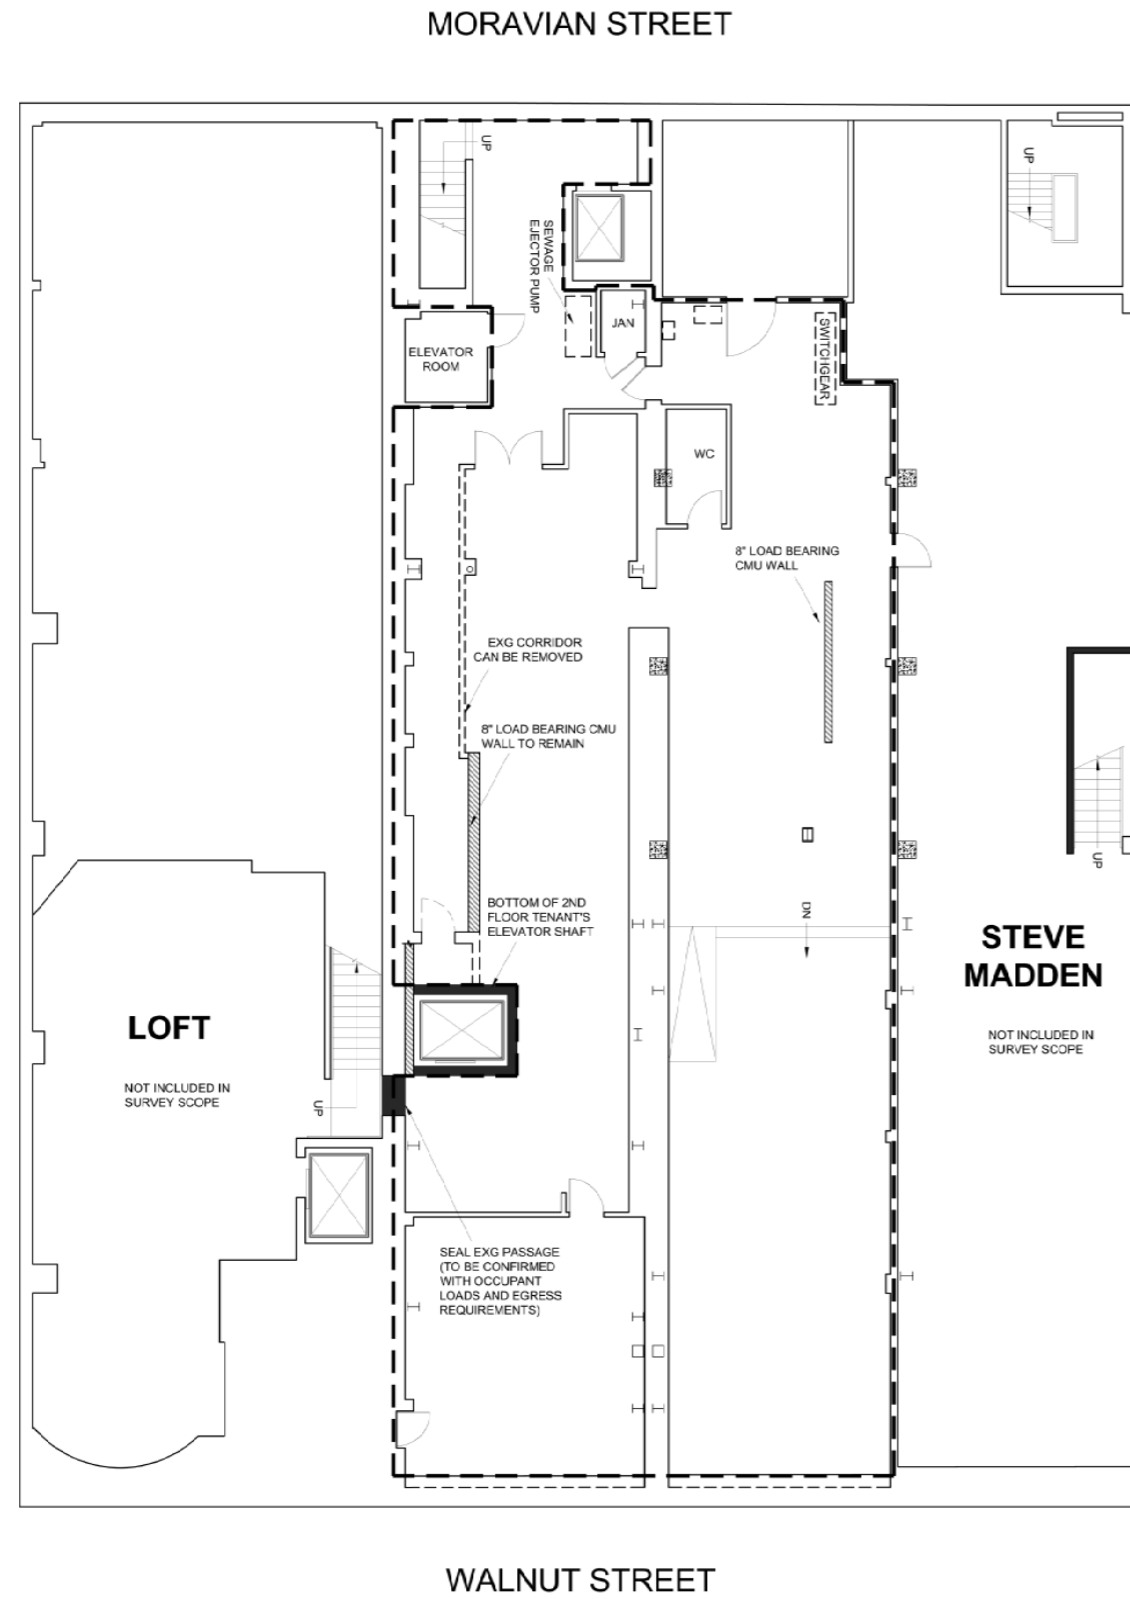 MORAVIAN STREET
UP
UP
SEWAGE
EJECTOR PUMP
JAN
SWITCHGEAR
ELEVATOR
ROOM
WC
8" LOAD BEARING
CMU WALL
EXG CORRIDOR
CAN BE REMOVED
8" LOAD BEARING CMU
WALL TO REMAIN
UP
BOTTOM OF 2ND
FLOOR TENANT'S
ELEVATOR SHAFT
DN
STEVE
MADDEN
NOT INCLUDED IN
SURVEY SCOPE
LOFT
NOT INCLUDED IN
SURVEY SCOPE
UP
SEAL EXG PASSAGE
(TO BE CONFIRMED
WITH OCCUPANT
LOADS AND EGRESS
REQUIREMENTS)
WALNUT STREET